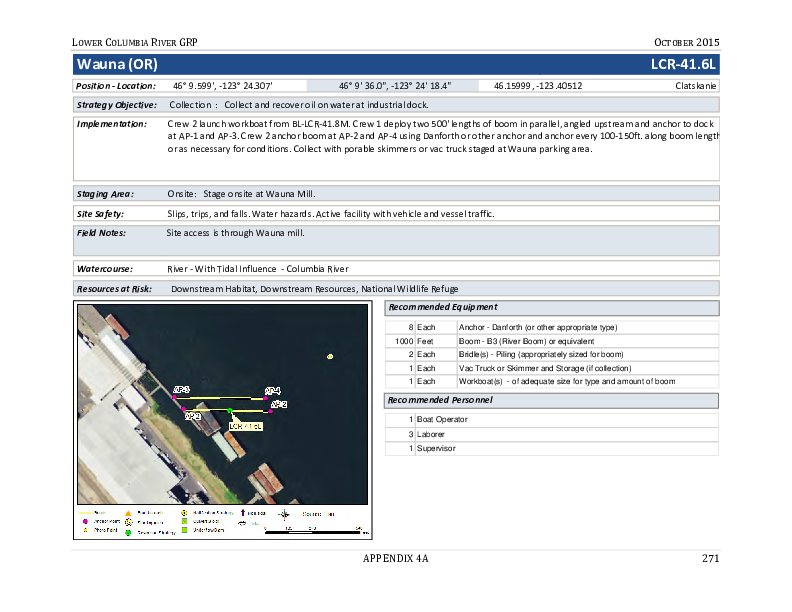 LOWER COLUMBIA RIVER GRP OCTOBER 2015
Wauna (OR) LCR-41.6L
Position - Location: 46° 9.599', -123° 24.307' 46° 9' 36.0", -123° 24' 18.4" 46.15999 , -123.40512 Clatskanie
Strategy Objective: Collection : Collect and recover oil on water at industrial dock.
Implementation: Crew 2 launch workboat from BL-LCR-41.8M. Crew 1 deploy two 500' lengths of boom in parallel, angled upstream and anchor to dock
at AP-1 and AP-3. Crew 2 anchor boom at AP-2 and AP-4 using Danforth or other anchor and anchor every 100-150ft. along boom length
or as necessary for conditions. Collect with porable skimmers or vac truck staged at Wauna parking area.
Staging Area: Onsite: Stage onsite at Wauna Mill.
Site Safety: Slips, trips, and falls. Water hazards. Active facility with vehicle and vessel traffic.
Field Notes: Site access is through Wauna mill.
Watercourse: River - With Tidal Influence - Columbia River
Resources at Risk: Downstream Habitat, Downstream Resources, National Wildlife Refuge
Recommended Equipment
8 Each Anchor - Danforth (or other appropriate type)
1000 Feet Boom - B3 (River Boom) or equivalent
2 Each Bridle(s) - Piling (appropriately sized for boom)
1 Each Vac Truck or Skimmer and Storage (if collection)
1 Each Workboat(s) - of adequate size for type and amount of boom
Recommended Personnel
1 Boat Operator
3 Laborer
1 Supervisor
AP-3 AP-4
AP-2
LCR-41.6L
Anchor Point
Photo Point
APPENDIX 4A 271